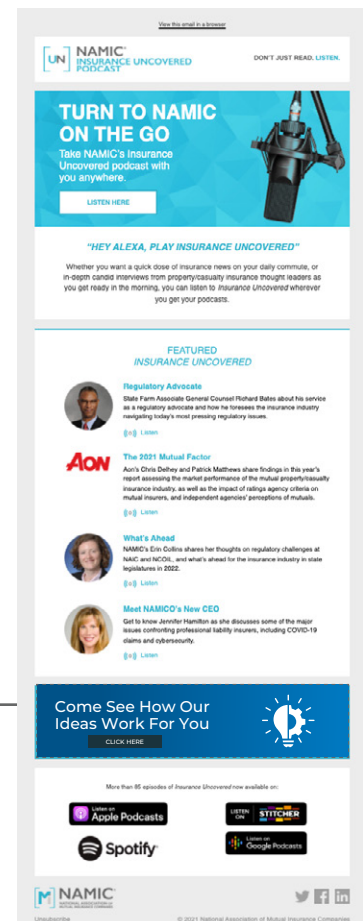 View this email in a browser
[UN] NAMIC
INSURANCE UNCOVERED
PODCAST
DON'T JUST READ. LISTEN.
TURN TO NAMIC
ON THE GO
Take NAMIC's Insurance
Uncovered podcast with
you anywhere.
LISTEN HERE
"HEY ALEXA, PLAY INSURANCE UNCOVERED"
Whether you want a quick dose of insurance news on your daily commute, or
in-depth candid interviews from property/casualty insurance thought leaders as
you get ready in the morning, you can listen to Insurance Uncovered wherever
you get your podcasts.
FEATURED
INSURANCE UNCOVERED
Regulatory Advocate
State Farm Associate General Counsel Richard Bates about his service
as a regulatory advocate and how he foresees the insurance industry
navigating today's most pressing regulatory issues.
Listen
AON
The 2021 Mutual Factor
Aon's Chris Delhey and Patrick Matthews share findings in this year's
report assessing the market performance of the mutual property/casualty
insurance industry, as well as the impact of ratings agency criteria on
mutual insurers, and independent agencies' perceptions of mutuals.
Listen
What's Ahead
NAMIC's Erin Collins shares her thoughts on regulatory challenges at
NAIC and NCOIL, and what's ahead for the insurance industry in state
legislatures in 2022.
Listen
Meet NAMICO's New CEO
Get to know Jennifer Hamilton as she discusses some of the major
issues confronting professional liability insurers, including COVID-19
claims and cybersecurity.
Listen
Come See How Our
Ideas Work For You
CLICK HERE
More than 85 episodes of Insurance Uncovered now available on:
Listen on
Apple Podcasts
LISTEN
ON
STITCHER
Spotify
Listen on
Google Podcasts
[M] NAMIC
NATIONAL ASSOCIATION OF
MUTUAL INSURANCE COMPANIES
Unsubscribe
© 2021 National Association of Mutual Insurance Companies